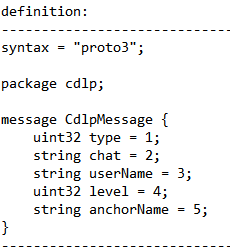 definition:
------------------------------
syntax = "proto3";
package cdlp;
message CdlpMessage {
    uint32 type = 1;
    string chat = 2;
    string userName = 3;
    uint32 level = 4;
    string anchorName = 5;
}
------------------------------